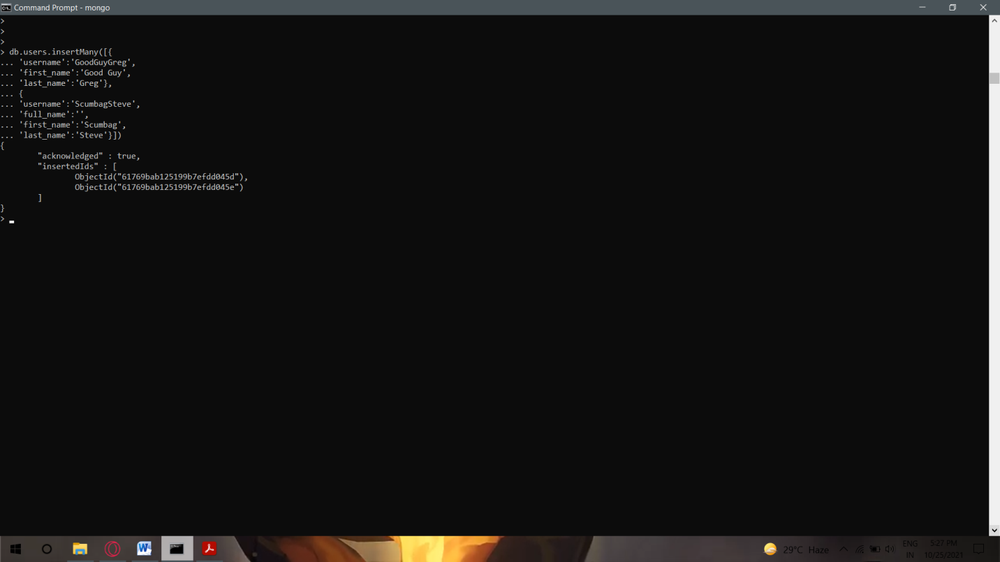 Command Prompt - mongo
>
>
>
> db.users.insertMany([{
... 'username':'GoodGuyGreg',
... 'first_name':'Good Guy',
... 'last_name':'Greg'},
... {
... 'username':'ScumbagSteve',
... 'full_name':'',
... 'first_name':'Scumbag',
... 'last_name':'Steve'}])
{
        "acknowledged" : true,
        "insertedIds" : [
                ObjectId("61769bab125199b7efdd045d"),
                ObjectId("61769bab125199b7efdd045e")
        ]
}
>
29°C Haze
ENG
IN
5:27 PM
10/25/2021